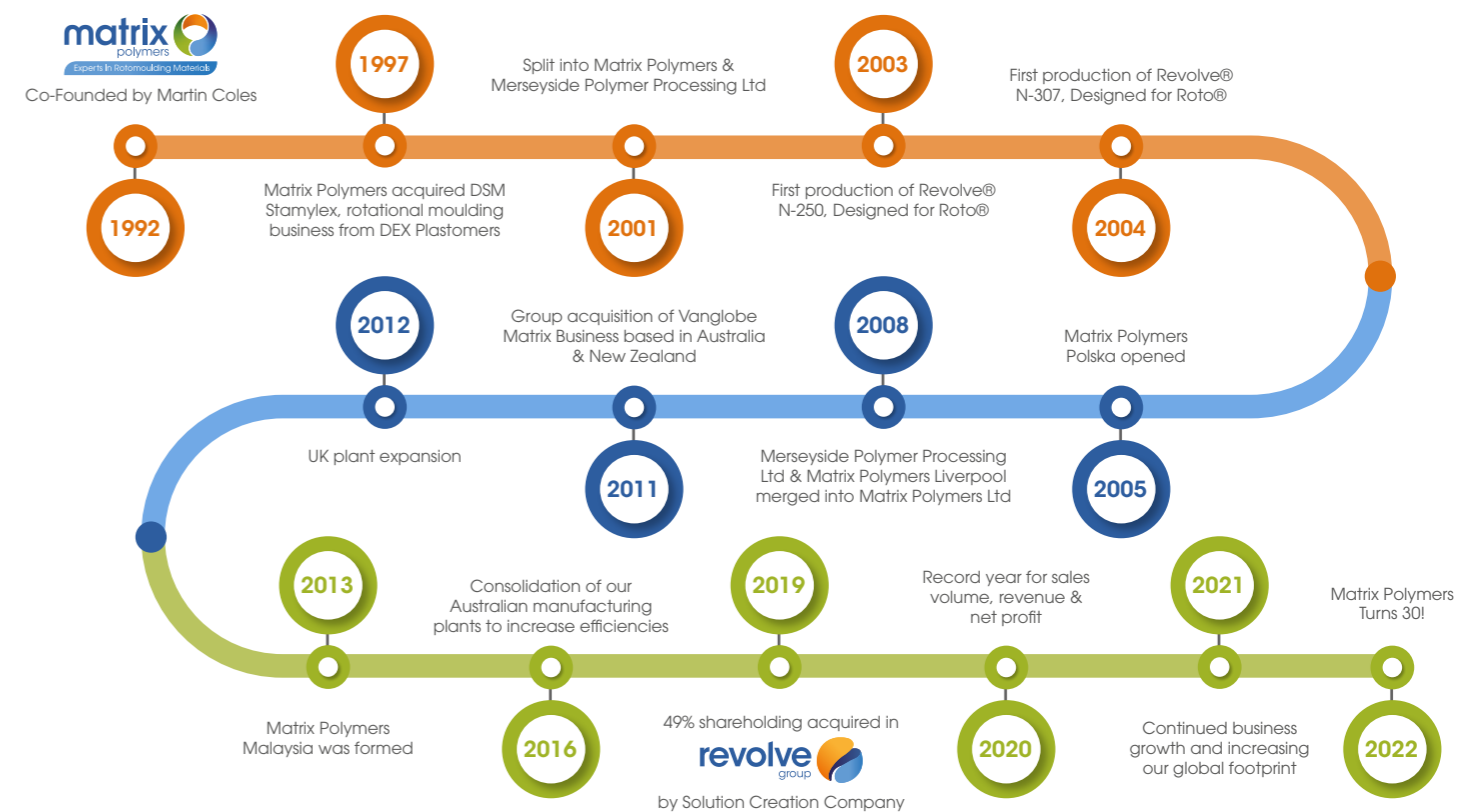 matrix
polymers
Experts In Rotomoulding Materials
Co-Founded by Martin Coles
1992
1997
Matrix Polymers acquired DSM
Stamylex, rotational moulding
business from DEX Plastomers
Split into Matrix Polymers &
Merseyside Polymer Processing Ltd
2001
2003
First production of Revolve®
N-250, Designed for Roto®
First production of Revolve®
N-307, Designed for Roto®
2004
Matrix Polymers
Polska opened
2005
2008
Merseyside Polymer Processing
Ltd & Matrix Polymers Liverpool
merged into Matrix Polymers Ltd
Group acquisition of Vanglobe
Matrix Business based in Australia
& New Zealand
2011
2012
UK plant expansion
2013
Matrix Polymers
Malaysia was formed
Consolidation of our
Australian manufacturing
plants to increase efficiencies
2016
2019
49% shareholding acquired in
revolve
group
by Solution Creation Company
Record year for sales
volume, revenue &
net profit
2020
2021
Continued business
growth and increasing
our global footprint
Matrix Polymers
Turns 30!
2022